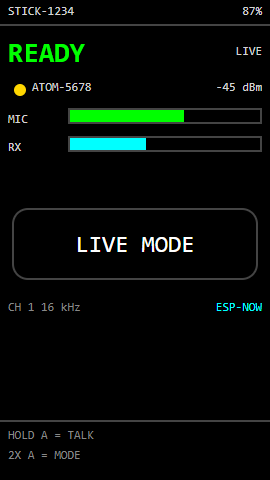 STICK-1234 87%
READY LIVE
ATOM-5678 -45 dBm
MIC
RX
LIVE MODE
CH 1 16 kHz ESP-NOW
HOLD A = TALK
2X A = MODE